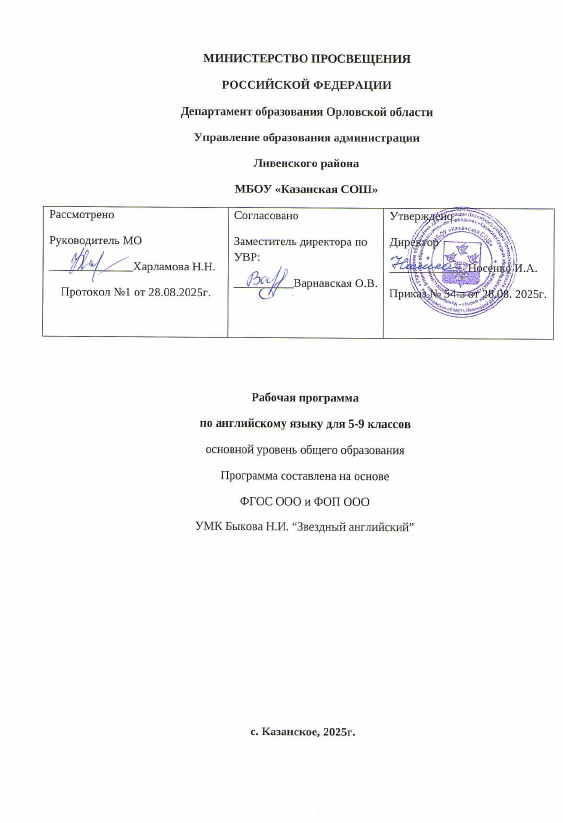 МИНИСТЕРСТВО ПРОСВЕЩЕНИЯ
РОССИЙСКОЙ ФЕДЕРАЦИИ
Департамент образования Орловской области
Управление образования администрации
Ливенского района
МБОУ «Казанская СОШ»
Рассмотрено
Руководитель МО
Харламова Н.Н.
Протокол №1 от 28.08.2025г.
Согласовано
Заместитель директора по
УВР:
Варнавская О.В.
Утверждено
Директор
Носенко И.А.
Приказ № от 28.08. 2025г.
Рабочая программа
по английскому языку для 5-9 классов
основной уровень общего образования
Программа составлена на основе
ФГОС ООО и ФОП ООО
УМК Быкова Н.И. “Звездный английский”
с. Казанское, 2025г.